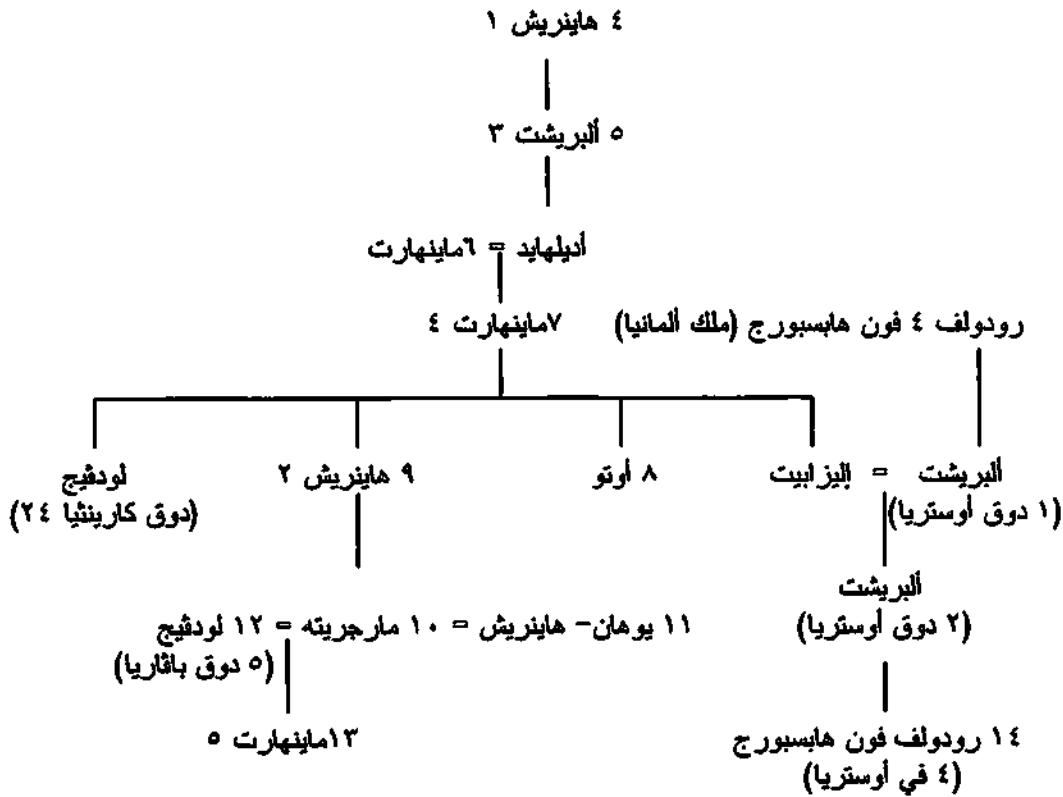 ٤ هاينريش ١
٥ ألبريشت ٣
أديلهايد = ٦ماينهارت
رودولف ٤ فون هابسبورج (ملك ألمانيا)
٧ماينهارت ٤
ألبريشت = إليزابيت
٨ أوتو
٩ هاينريش ٢
لودڤيج
(١ دوق أوستريا)
(دوق كارينثيا ٢٤)
ألبريشت
(٢ دوق أوستريا)
١١ يوهان- هاينريش = ١٠ مارجريته = ١٢ لودڤيج
(٥ دوق باڤاريا)
١٤ رودولف فون هابسبورج
(٤ في أوستريا)
١٣ماينهارت ٥